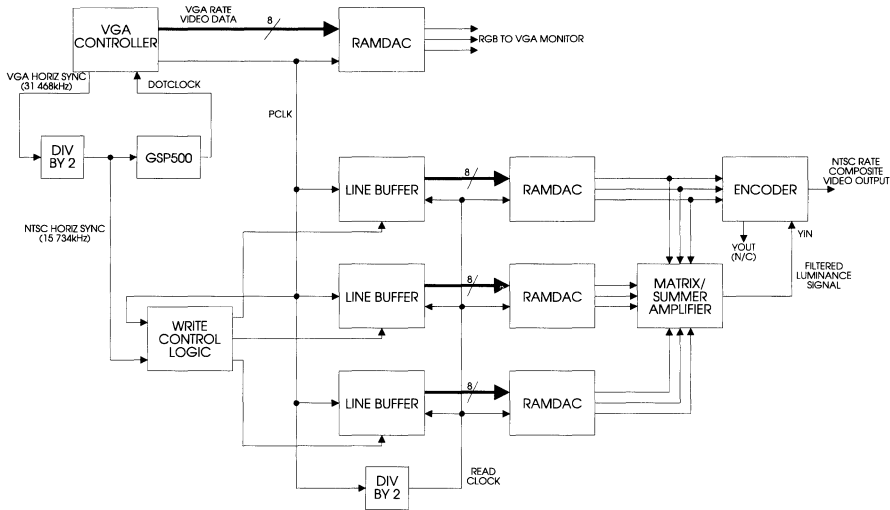 VGA RATE
VIDEO DATA
8
VGA
CONTROLLER
RAMDAC
RGB TO VGA MONITOR
VGA HORIZ SYNC
(31 468kHz)
DOTCLOCK
PCLK
DIV
BY 2
GSP500
LINE BUFFER
8
RAMDAC
ENCODER
NTSC RATE
COMPOSITE
VIDEO OUTPUT
NTSC HORIZ SYNC
(15 734kHz)
YOUT
(N/C)
YIN
FILTERED
LUMINANCE
SIGNAL
LINE BUFFER
8
RAMDAC
MATRIX/
SUMMER
AMPLIFIER
WRITE
CONTROL
LOGIC
LINE BUFFER
8
RAMDAC
DIV
BY 2
READ
CLOCK